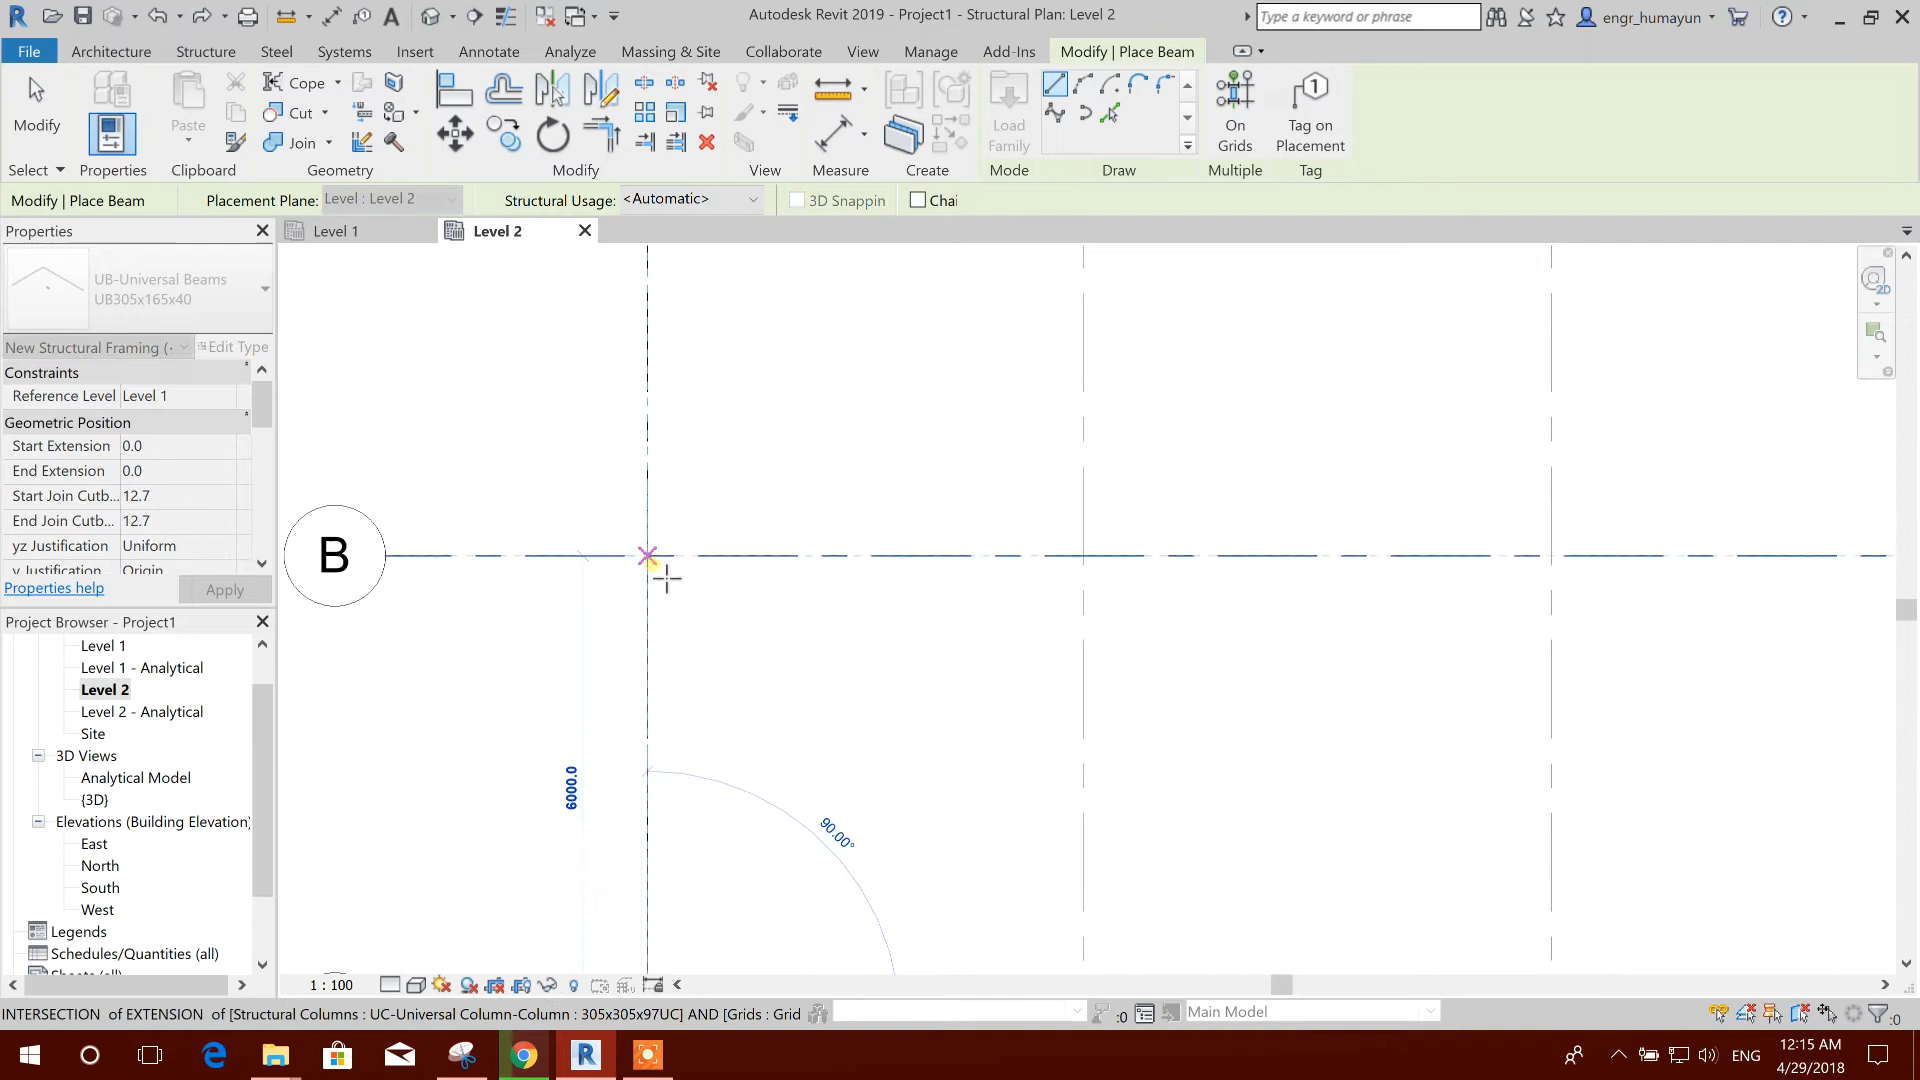 Autodesk Revit 2019 - Project1 - Structural Plan: Level 2
Type a keyword or phrase
engr_humayun
File Architecture Structure Steel Systems Insert Annotate Analyze Massing & Site Collaborate View Manage Add-Ins Modify | Place Beam
Modify
Paste
Cope
Cut
Join
Load Family
On Grids
Tag on Placement
Select Properties Clipboard Geometry Modify View Measure Create Mode Draw Multiple Tag
Modify | Place Beam Placement Plane: Level : Level 2 Structural Usage: <Automatic> 3D Snappin Chai
Properties
Level 1
Level 2
UB-Universal Beams
UB305x165x40
New Structural Framing (
Edit Type
Constraints
Reference Level Level 1
Geometric Position
Start Extension 0.0
End Extension 0.0
Start Join Cutb... 12.7
End Join Cutb... 12.7
yz Justification Uniform
y Justification Origin
Properties help
Apply
Project Browser - Project1
Level 1
Level 1 - Analytical
Level 2
Level 2 - Analytical
Site
3D Views
Analytical Model
{3D}
Elevations (Building Elevation)
East
North
South
West
Legends
Schedules/Quantities (all)
Sheets (all)
B
6000.0
90.00°
1 : 100
INTERSECTION of EXTENSION of [Structural Columns : UC-Universal Column-Column : 305x305x97UC] AND [Grids : Grid
:0
Main Model
:0
ENG
12:15 AM
4/29/2018